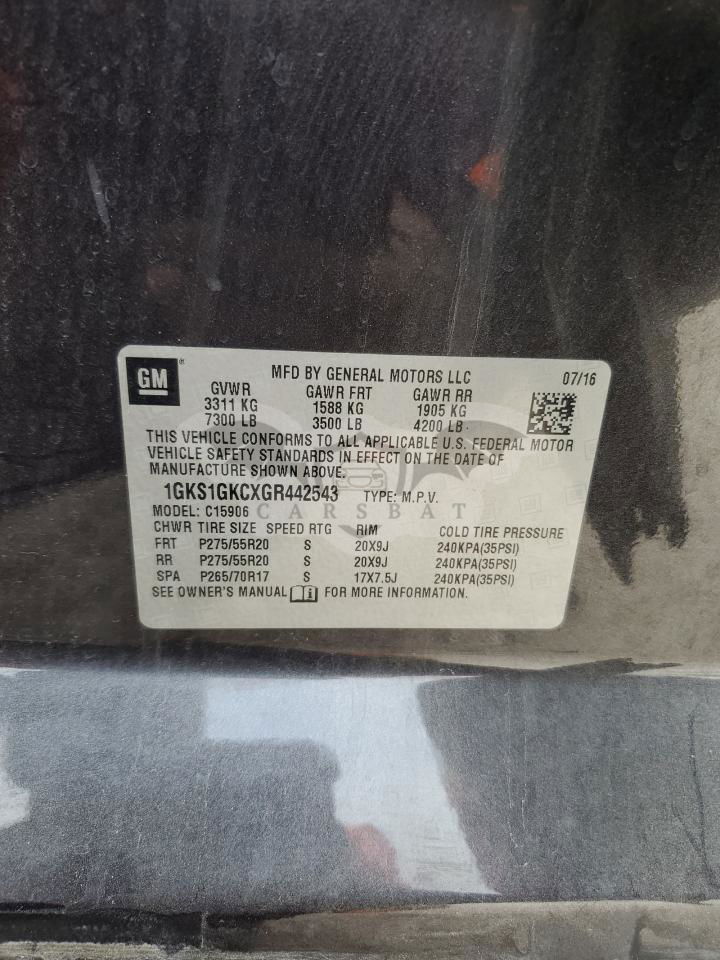 GM
MFD BY GENERAL MOTORS LLC 07/16
GVWR GAWR FRT GAWR RR
3311 KG 1588 KG 1905 KG
7300 LB 3500 LB 4200 LB
THIS VEHICLE CONFORMS TO ALL APPLICABLE U.S. FEDERAL MOTOR
VEHICLE SAFETY STANDARDS IN EFFECT ON THE DATE OF
MANUFACTURE SHOWN ABOVE.
1GKS1GKCXGR442543 TYPE: M.P.V.
CARSBAT
MODEL: C15906
CHWR TIRE SIZE SPEED RTG RIM COLD TIRE PRESSURE
FRT P275/55R20 S 20X9J 240KPA(35PSI)
RR P275/55R20 S 20X9J 240KPA(35PSI)
SPA P265/70R17 S 17X7.5J 240KPA(35PSI)
SEE OWNER'S MANUAL FOR MORE INFORMATION.